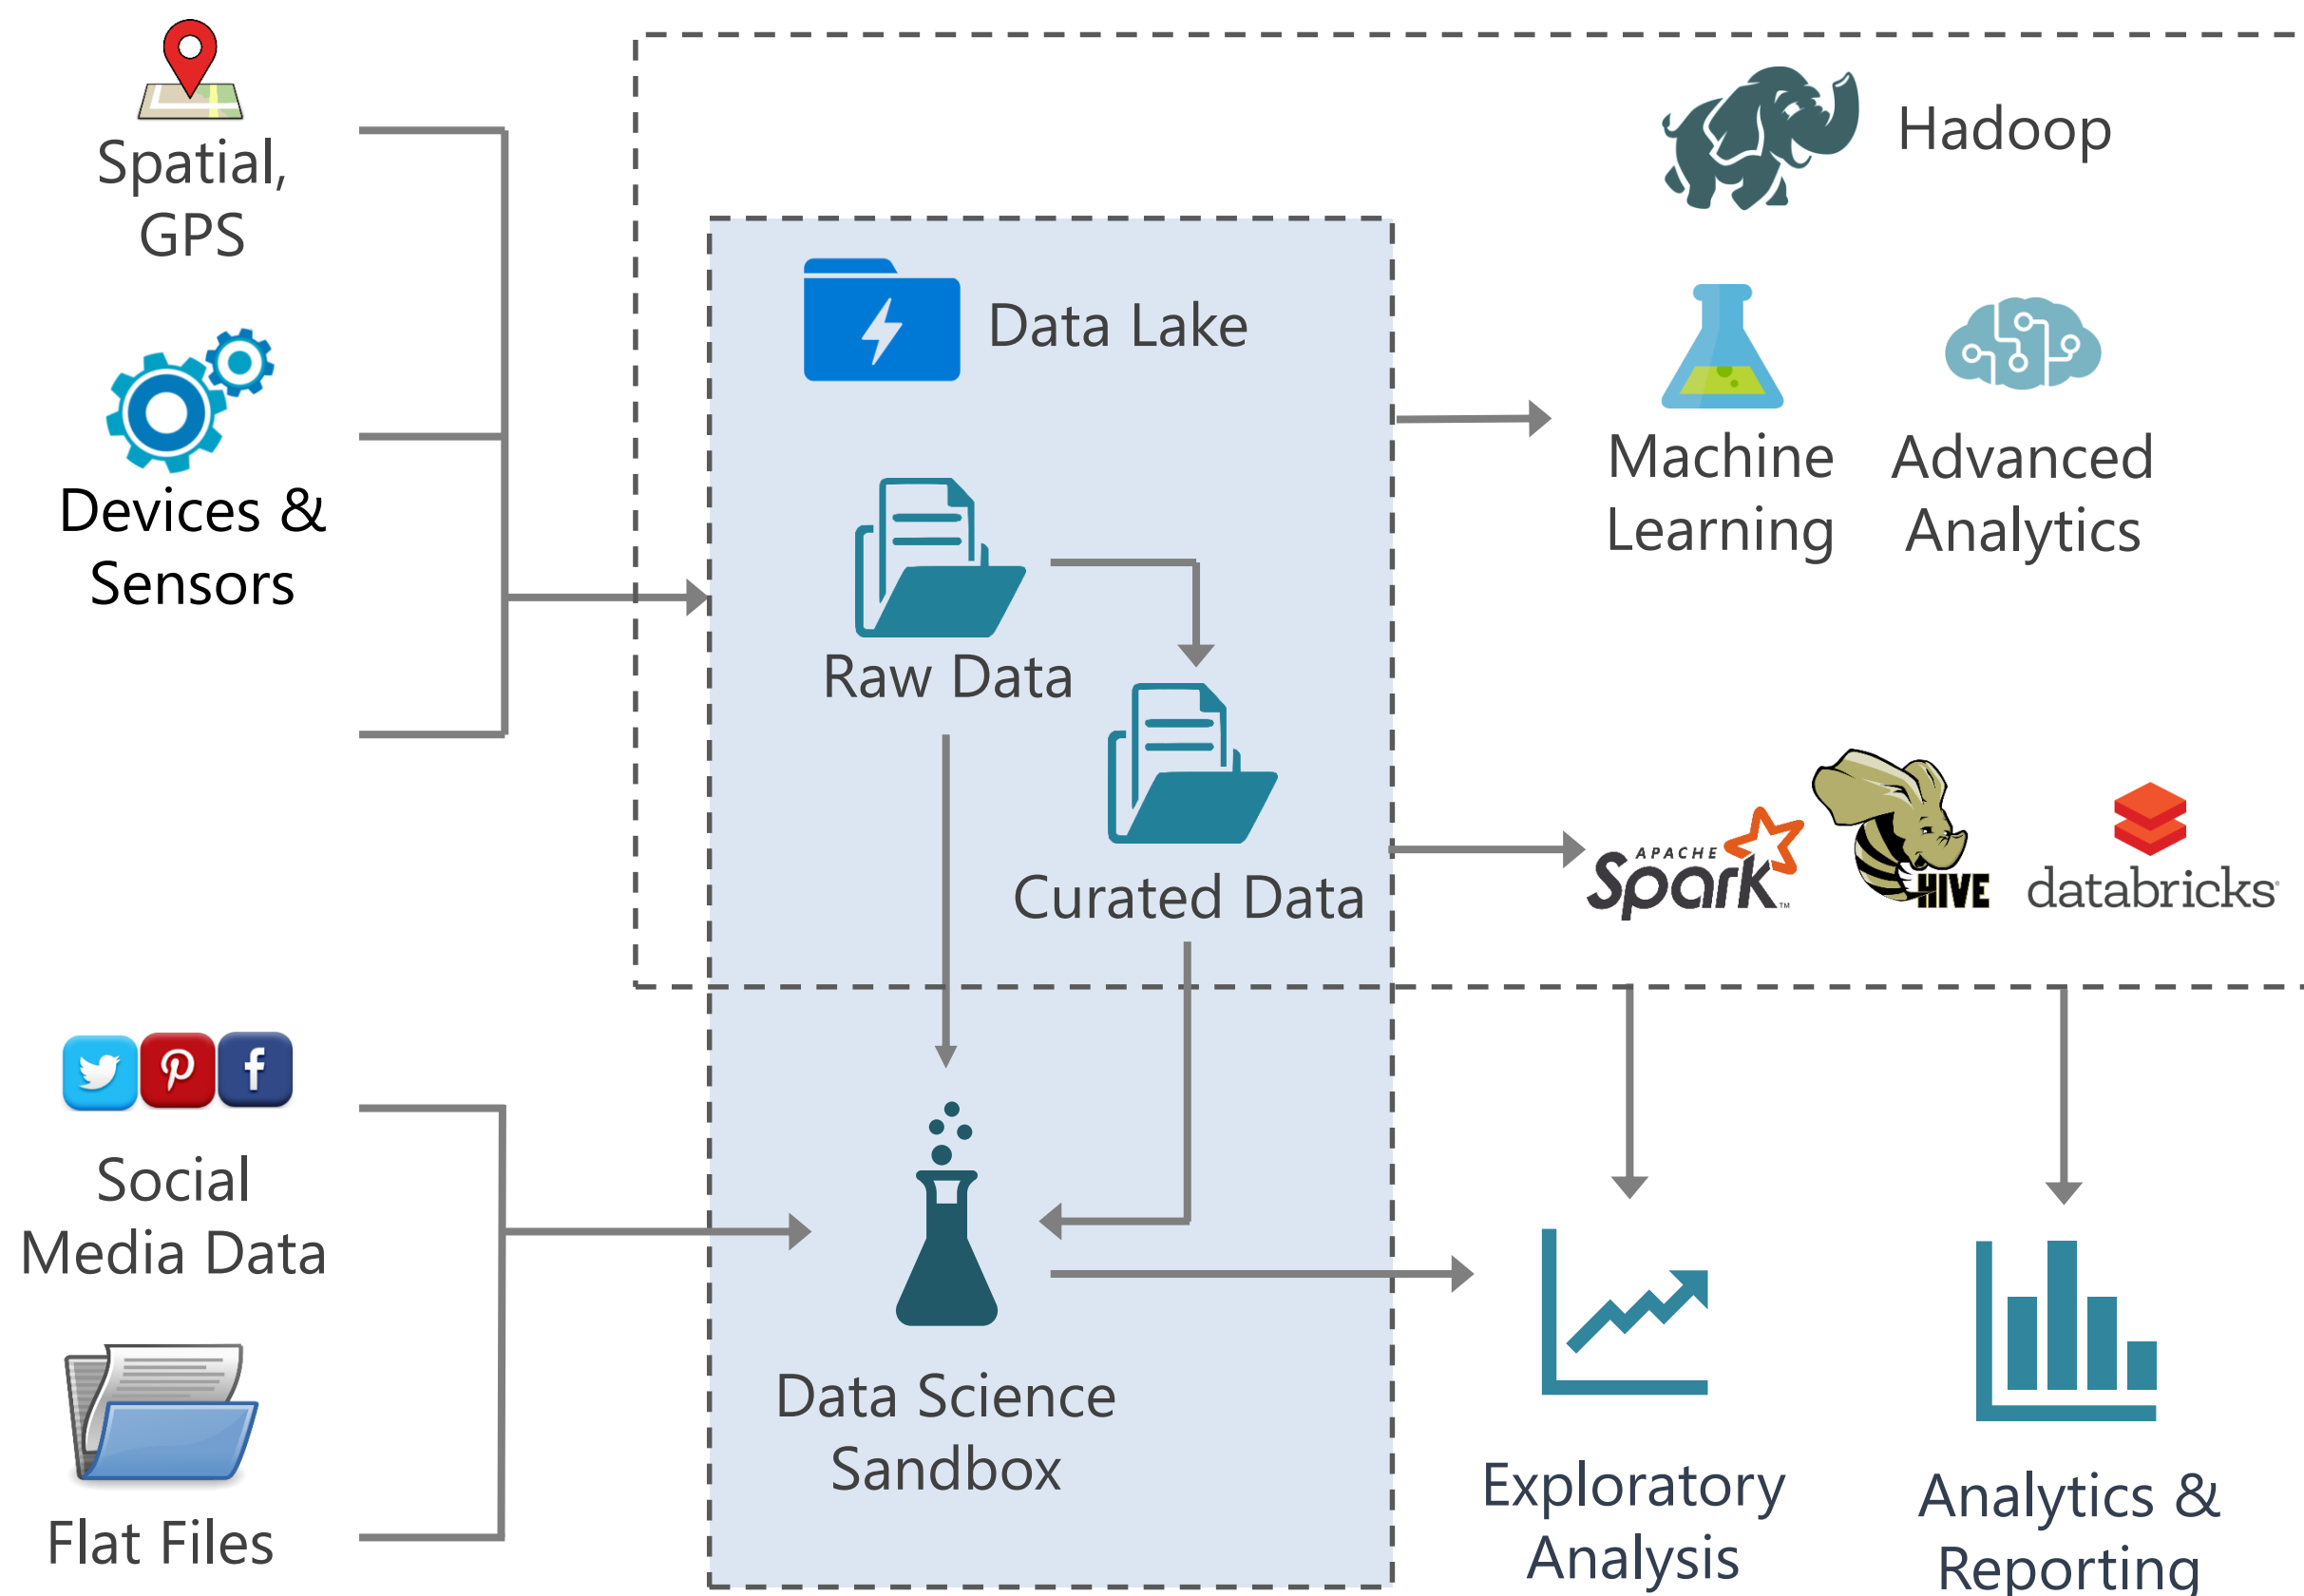 Spatial,
GPS
Devices &
Sensors
Social
Media Data
Flat Files
Data Lake
Raw Data
Curated Data
Data Science
Sandbox
Hadoop
Machine
Learning
Advanced
Analytics
APACHE
Spark™
HIVE
databricks®
Exploratory
Analysis
Analytics &
Reporting